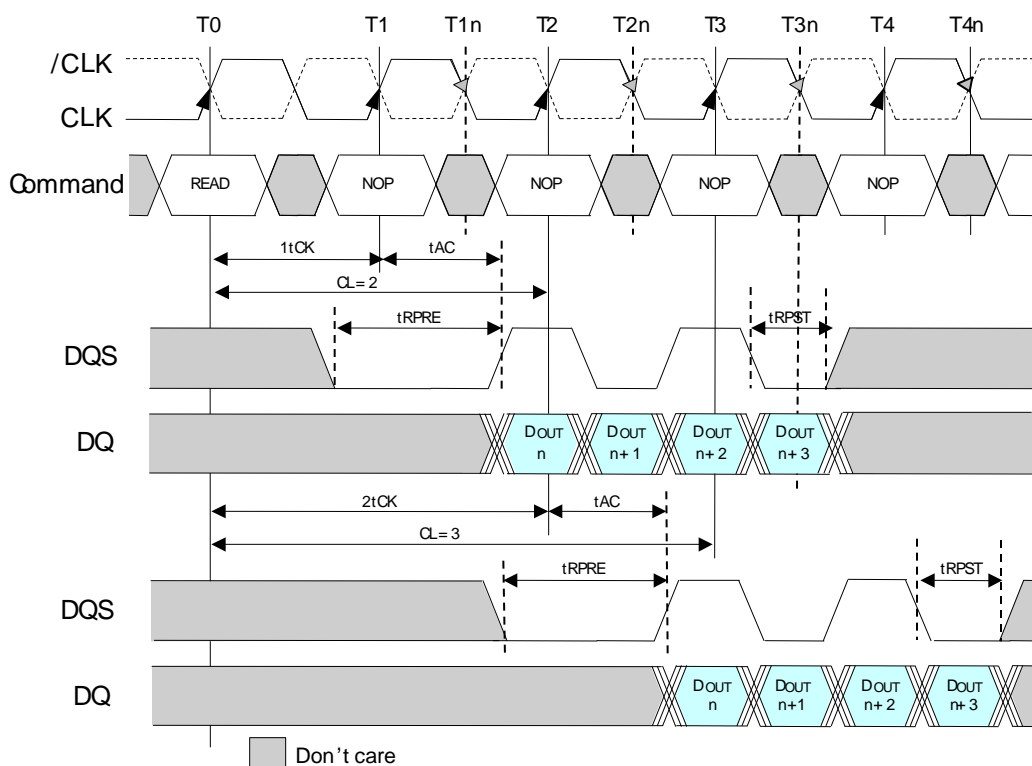 T0 T1 T1n T2 T2n T3 T3n T4 T4n
/CLK
CLK
Command READ NOP NOP NOP NOP
1tCK tAC
CL=2
tRPRE tRPST
DQS
DQ DOUT n DOUT n+1 DOUT n+2 DOUT n+3
2tCK tAC
CL=3
tRPRE tRPST
DQS
DQ DOUT n DOUT n+1 DOUT n+2 DOUT n+3
Don't care